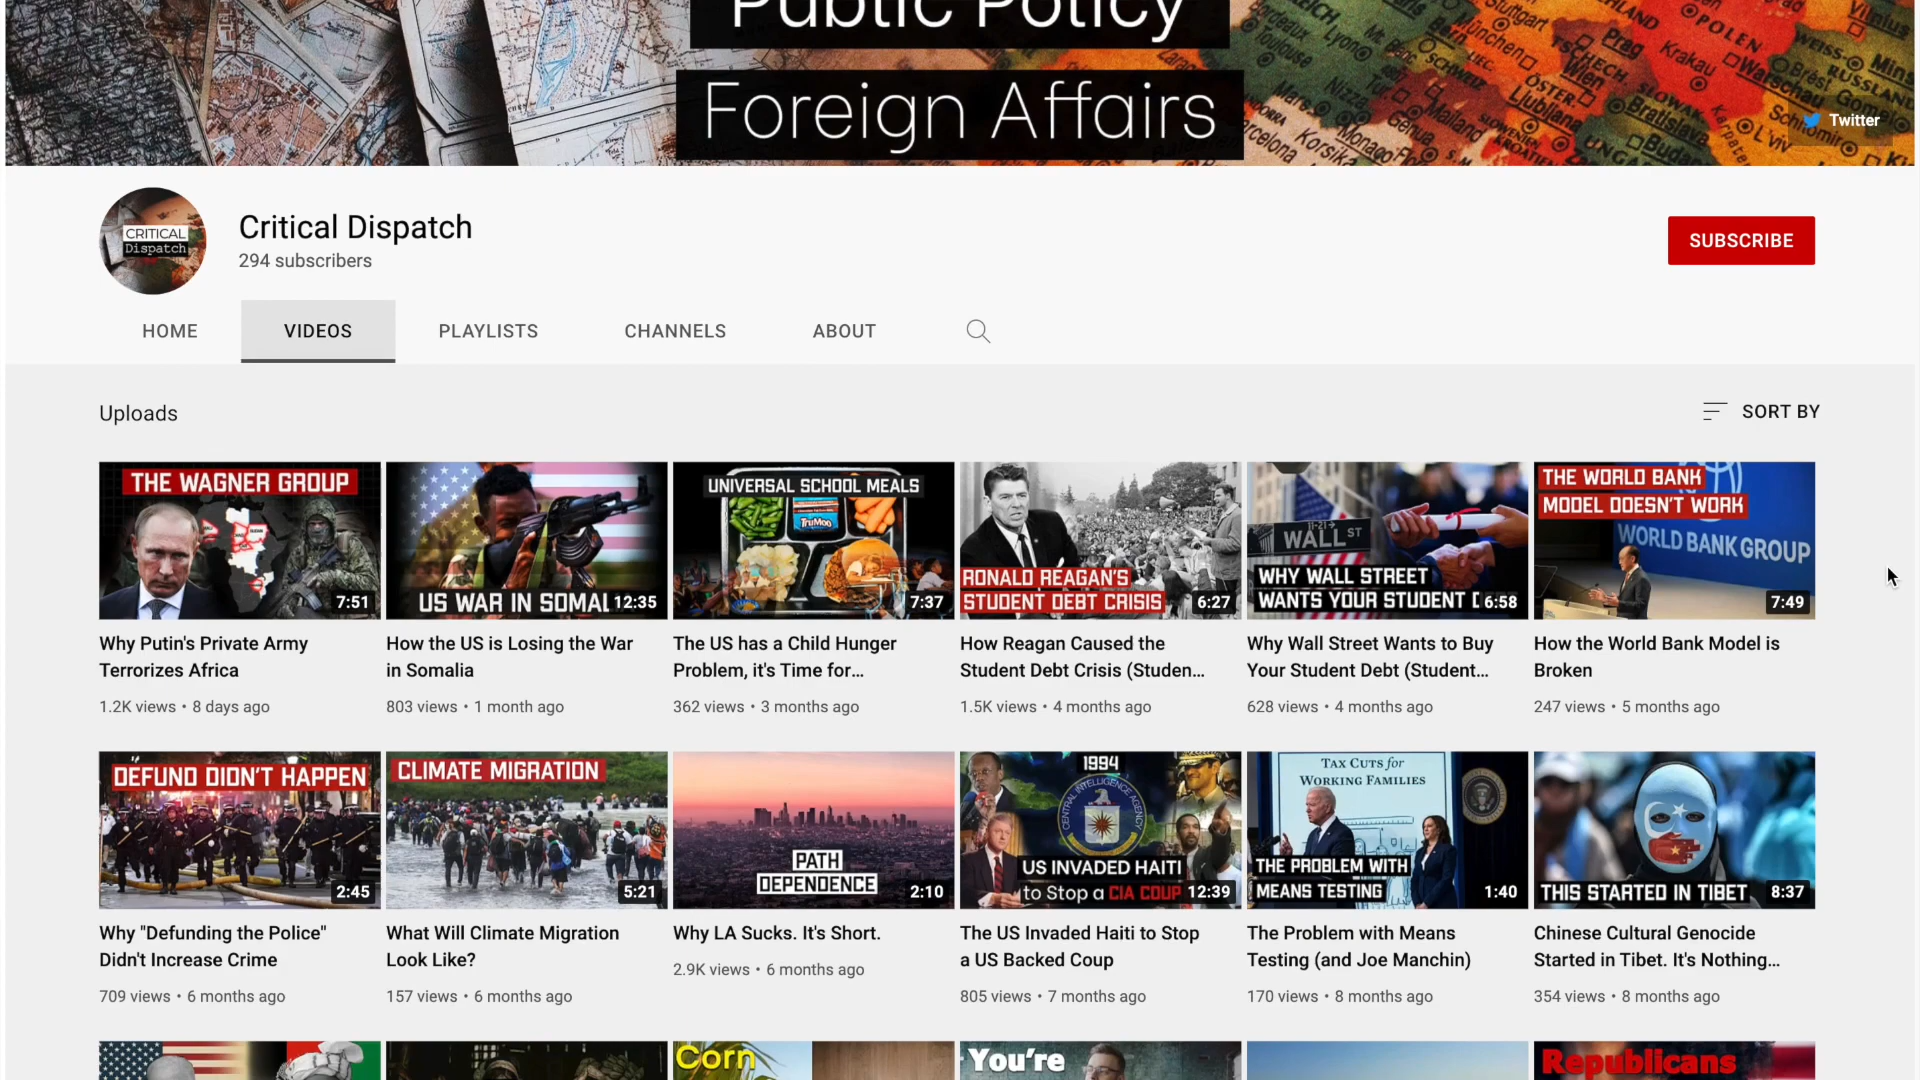 Public Policy
Foreign Affairs
Twitter
CRITICAL
Dispatch
Critical Dispatch
294 subscribers
SUBSCRIBE
HOME
VIDEOS
PLAYLISTS
CHANNELS
ABOUT
Uploads
SORT BY
THE WAGNER GROUP
7:51
US WAR IN SOMAL
12:35
UNIVERSAL SCHOOL MEALS
TruMoo
7:37
RONALD REAGAN'S
STUDENT DEBT CRISIS
6:27
WALL ST
WHY WALL STREET
WANTS YOUR STUDENT
6:58
THE WORLD BANK
MODEL DOESN'T WORK
WORLD BANK GROUP
7:49
Why Putin's Private Army
Terrorizes Africa
1.2K views • 8 days ago
How the US is Losing the War
in Somalia
803 views • 1 month ago
The US has a Child Hunger
Problem, it's Time for...
362 views • 3 months ago
How Reagan Caused the
Student Debt Crisis (Studen...
1.5K views • 4 months ago
Why Wall Street Wants to Buy
Your Student Debt (Student...
628 views • 4 months ago
How the World Bank Model is
Broken
247 views • 5 months ago
DEFUND DIDN'T HAPPEN
2:45
CLIMATE MIGRATION
5:21
PATH
DEPENDENCE
2:10
1994
CENTRAL INTELLIGENCE AGENCY
US INVADED HAITI
to Stop a CIA COUP
12:39
TAX CUTS for
WORKING FAMILIES
THE PROBLEM WITH
MEANS TESTING
1:40
THIS STARTED IN TIBET
8:37
Why "Defunding the Police"
Didn't Increase Crime
709 views • 6 months ago
What Will Climate Migration
Look Like?
157 views • 6 months ago
Why LA Sucks. It's Short.
2.9K views • 6 months ago
The US Invaded Haiti to Stop
a US Backed Coup
805 views • 7 months ago
The Problem with Means
Testing (and Joe Manchin)
170 views • 8 months ago
Chinese Cultural Genocide
Started in Tibet. It's Nothing...
354 views • 8 months ago
Corn
You're
Republicans